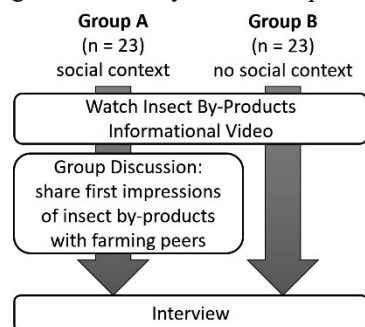 Group A Group B
(n = 23) (n = 23)
social context no social context
Watch Insect By-Products
Informational Video
Group Discussion:
share first impressions
of insect by-products
with farming peers
Interview